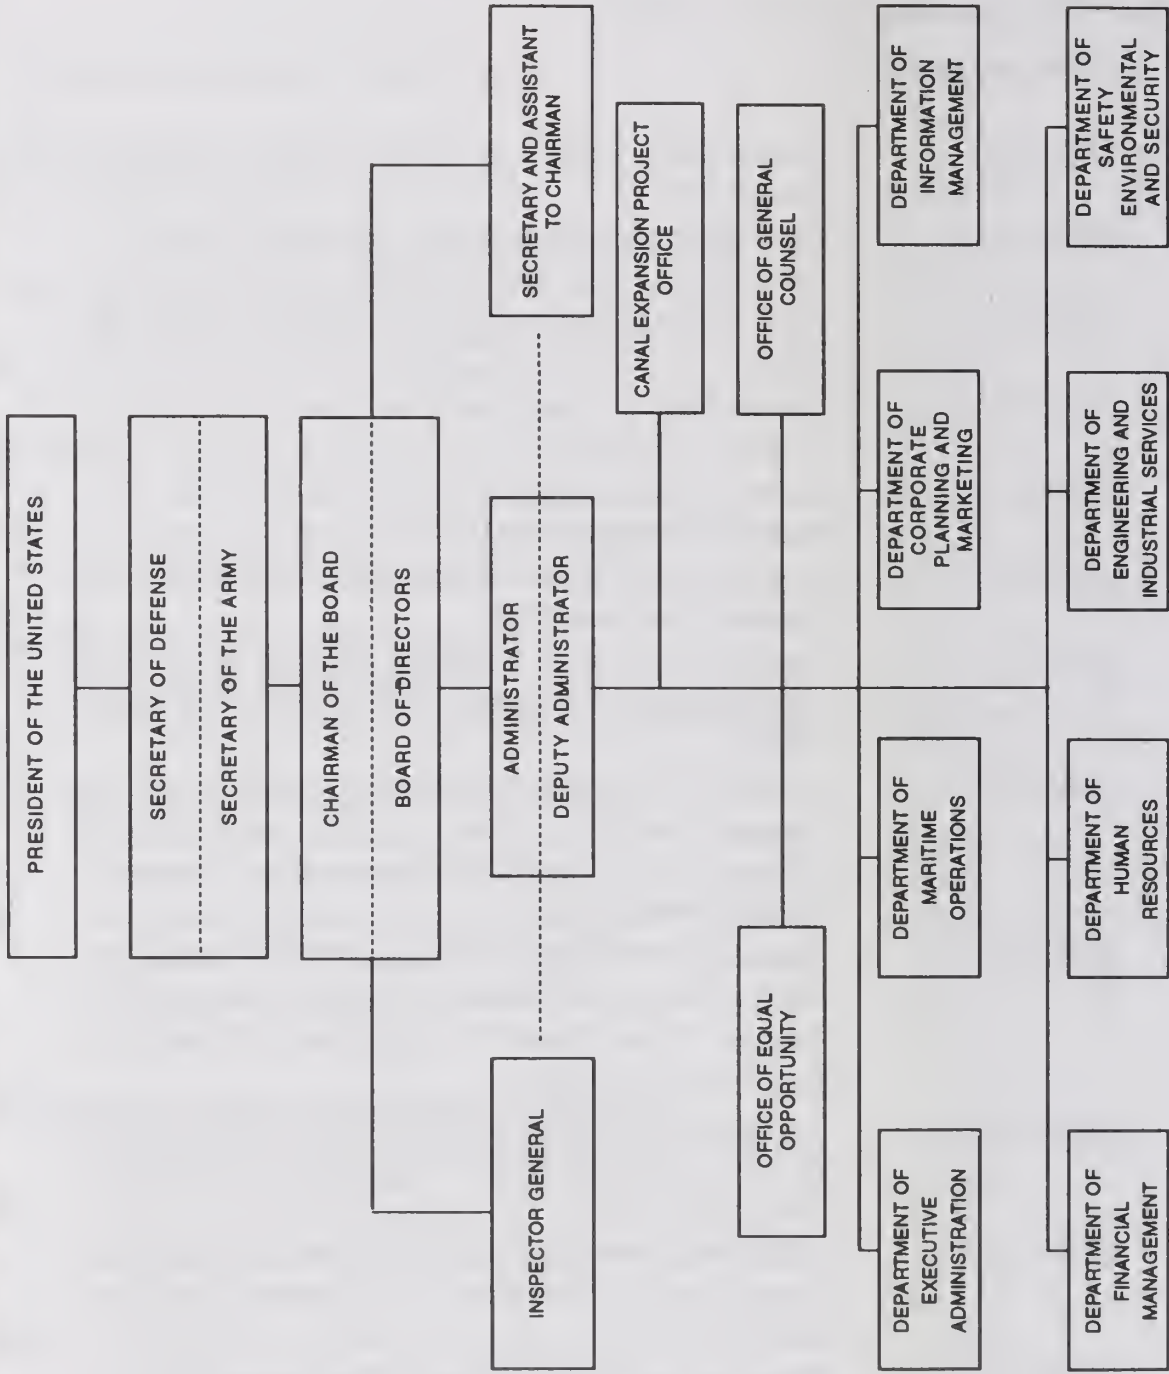 PRESIDENT OF THE UNITED STATES
SECRETARY OF DEFENSE
SECRETARY OF THE ARMY
CHAIRMAN OF THE BOARD
BOARD OF DIRECTORS
INSPECTOR GENERAL
ADMINISTRATOR
DEPUTY ADMINISTRATOR
SECRETARY AND ASSISTANT
TO CHAIRMAN
CANAL EXPANSION PROJECT
OFFICE
OFFICE OF EQUAL
OPPORTUNITY
OFFICE OF GENERAL
COUNSEL
DEPARTMENT OF
EXECUTIVE
ADMINISTRATION
DEPARTMENT OF
MARITIME
OPERATIONS
DEPARTMENT OF
CORPORATE
PLANNING AND
MARKETING
DEPARTMENT OF
INFORMATION
MANAGEMENT
DEPARTMENT OF
FINANCIAL
MANAGEMENT
DEPARTMENT OF
HUMAN
RESOURCES
DEPARTMENT OF
ENGINEERING AND
INDUSTRIAL SERVICES
DEPARTMENT OF
SAFETY
ENVIRONMENTAL
AND SECURITY